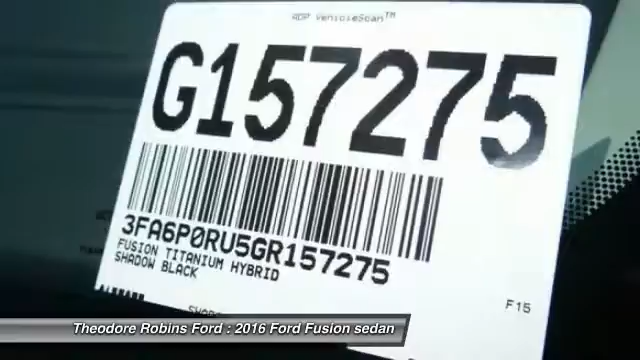 ADP VehicleScan™
G157275
3FA6P0RU5GR157275
FUSION TITANIUM HYBRID
SHADOW BLACK
F15
Theodore Robins Ford : 2016 Ford Fusion sedan